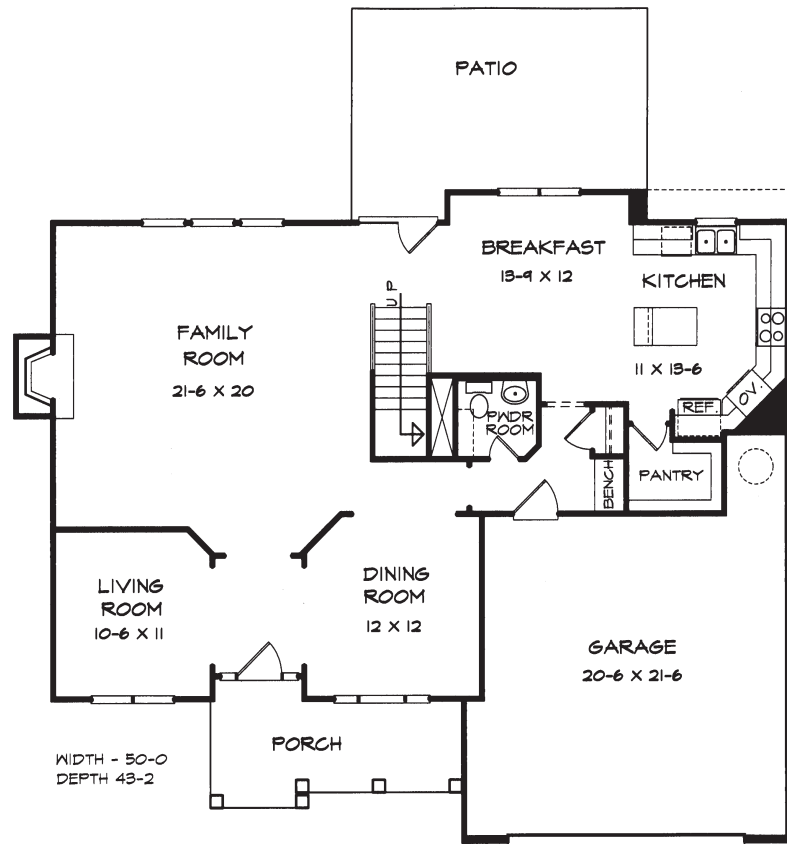 PATIO
BREAKFAST
13-9 X 12
KITCHEN
11 X 13-6
UP
FAMILY
ROOM
21-6 X 20
PWDR
ROOM
REF.
OV.
BENCH
PANTRY
LIVING
ROOM
10-6 X 11
DINING
ROOM
12 X 12
GARAGE
20-6 X 21-6
PORCH
WIDTH - 50-0
DEPTH 43-2